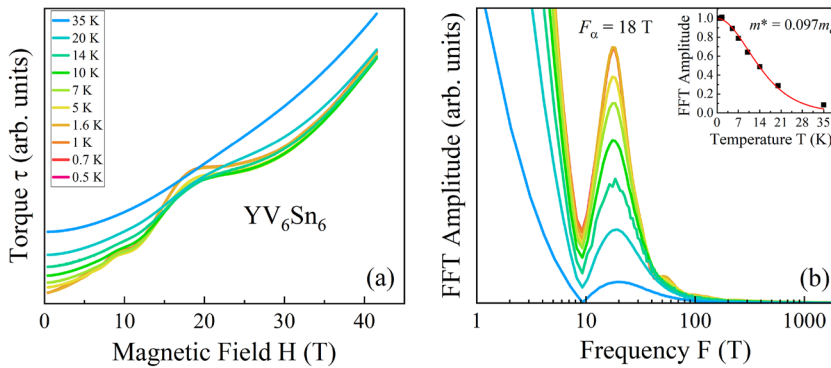 Torque τ (arb. units)
35 K
20 K
14 K
10 K
7 K
5 K
1.6 K
1 K
0.7 K
0.5 K
YV₆Sn₆
(a)
0 10 20 30 40
Magnetic Field H (T)
FFT Amplitude (arb. units)
Fα = 18 T
FFT Amplitude
1.0
0.8
0.6
0.4
0.2
0.0
m* = 0.097m
0 7 14 21 28 35
Temperature T (K)
(b)
1 10 100 1000
Frequency F (T)